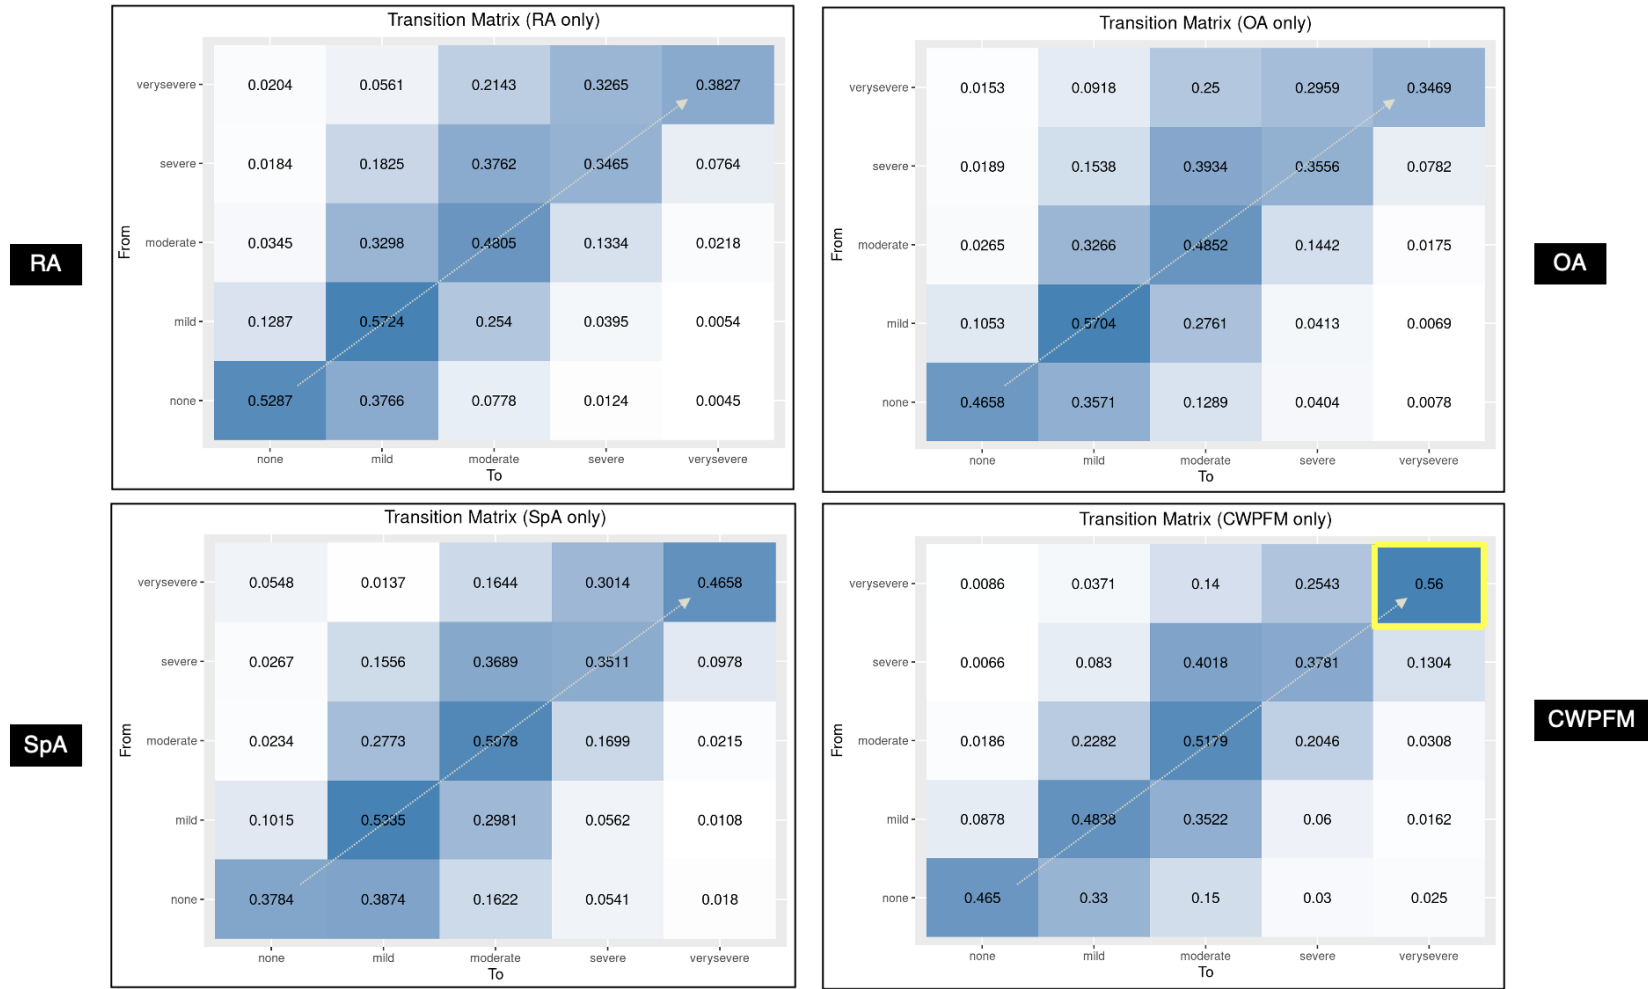 Transition Matrix (RA only)
verysevere 0.0204 0.0561 0.2143 0.3265 0.3827
severe 0.0184 0.1825 0.3762 0.3465 0.0764
moderate 0.0345 0.3298 0.4805 0.1334 0.0218
mild 0.1287 0.5724 0.254 0.0395 0.0054
none 0.5287 0.3766 0.0778 0.0124 0.0045
From
none mild moderate severe verysevere
To
RA
Transition Matrix (OA only)
verysevere 0.0153 0.0918 0.25 0.2959 0.3469
severe 0.0189 0.1538 0.3934 0.3556 0.0782
moderate 0.0265 0.3266 0.4852 0.1442 0.0175
mild 0.1053 0.5704 0.2761 0.0413 0.0069
none 0.4658 0.3571 0.1289 0.0404 0.0078
From
none mild moderate severe verysevere
To
OA
Transition Matrix (SpA only)
verysevere 0.0548 0.0137 0.1644 0.3014 0.4658
severe 0.0267 0.1556 0.3689 0.3511 0.0978
moderate 0.0234 0.2773 0.5078 0.1699 0.0215
mild 0.1015 0.5335 0.2981 0.0562 0.0108
none 0.3784 0.3874 0.1622 0.0541 0.018
From
none mild moderate severe verysevere
To
SpA
Transition Matrix (CWPFM only)
verysevere 0.0086 0.0371 0.14 0.2543 0.56
severe 0.0066 0.083 0.4018 0.3781 0.1304
moderate 0.0186 0.2282 0.5179 0.2046 0.0308
mild 0.0878 0.4838 0.3522 0.06 0.0162
none 0.465 0.33 0.15 0.03 0.025
From
none mild moderate severe verysevere
To
CWPFM